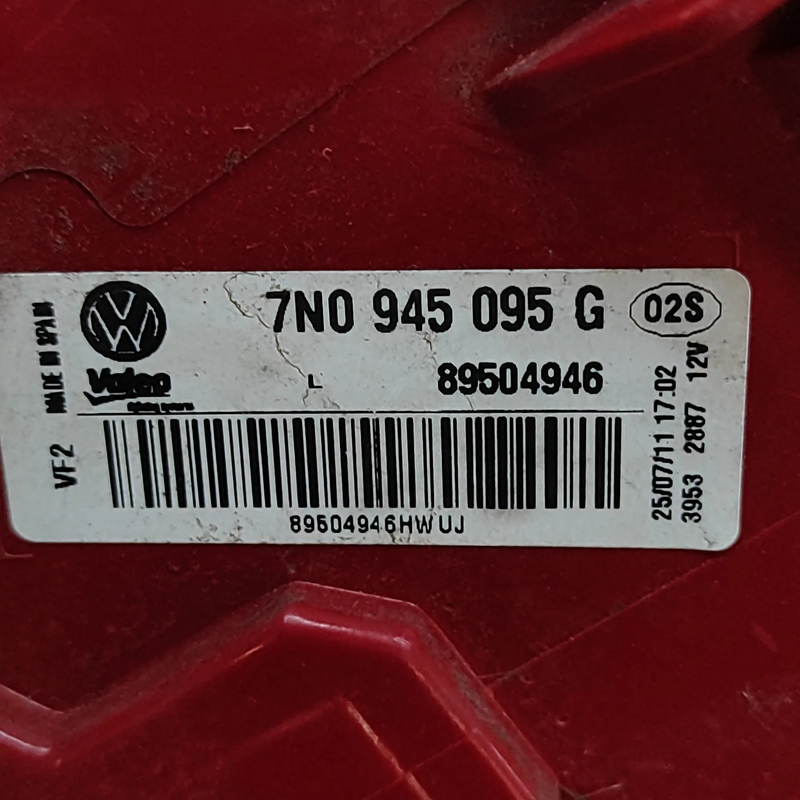 7N0 945 095 G
02S
Valeo
L
89504946
89504946HWUJ
MADE IN SPAIN
VF2
25/07/11 17:02
3953 2887 12V